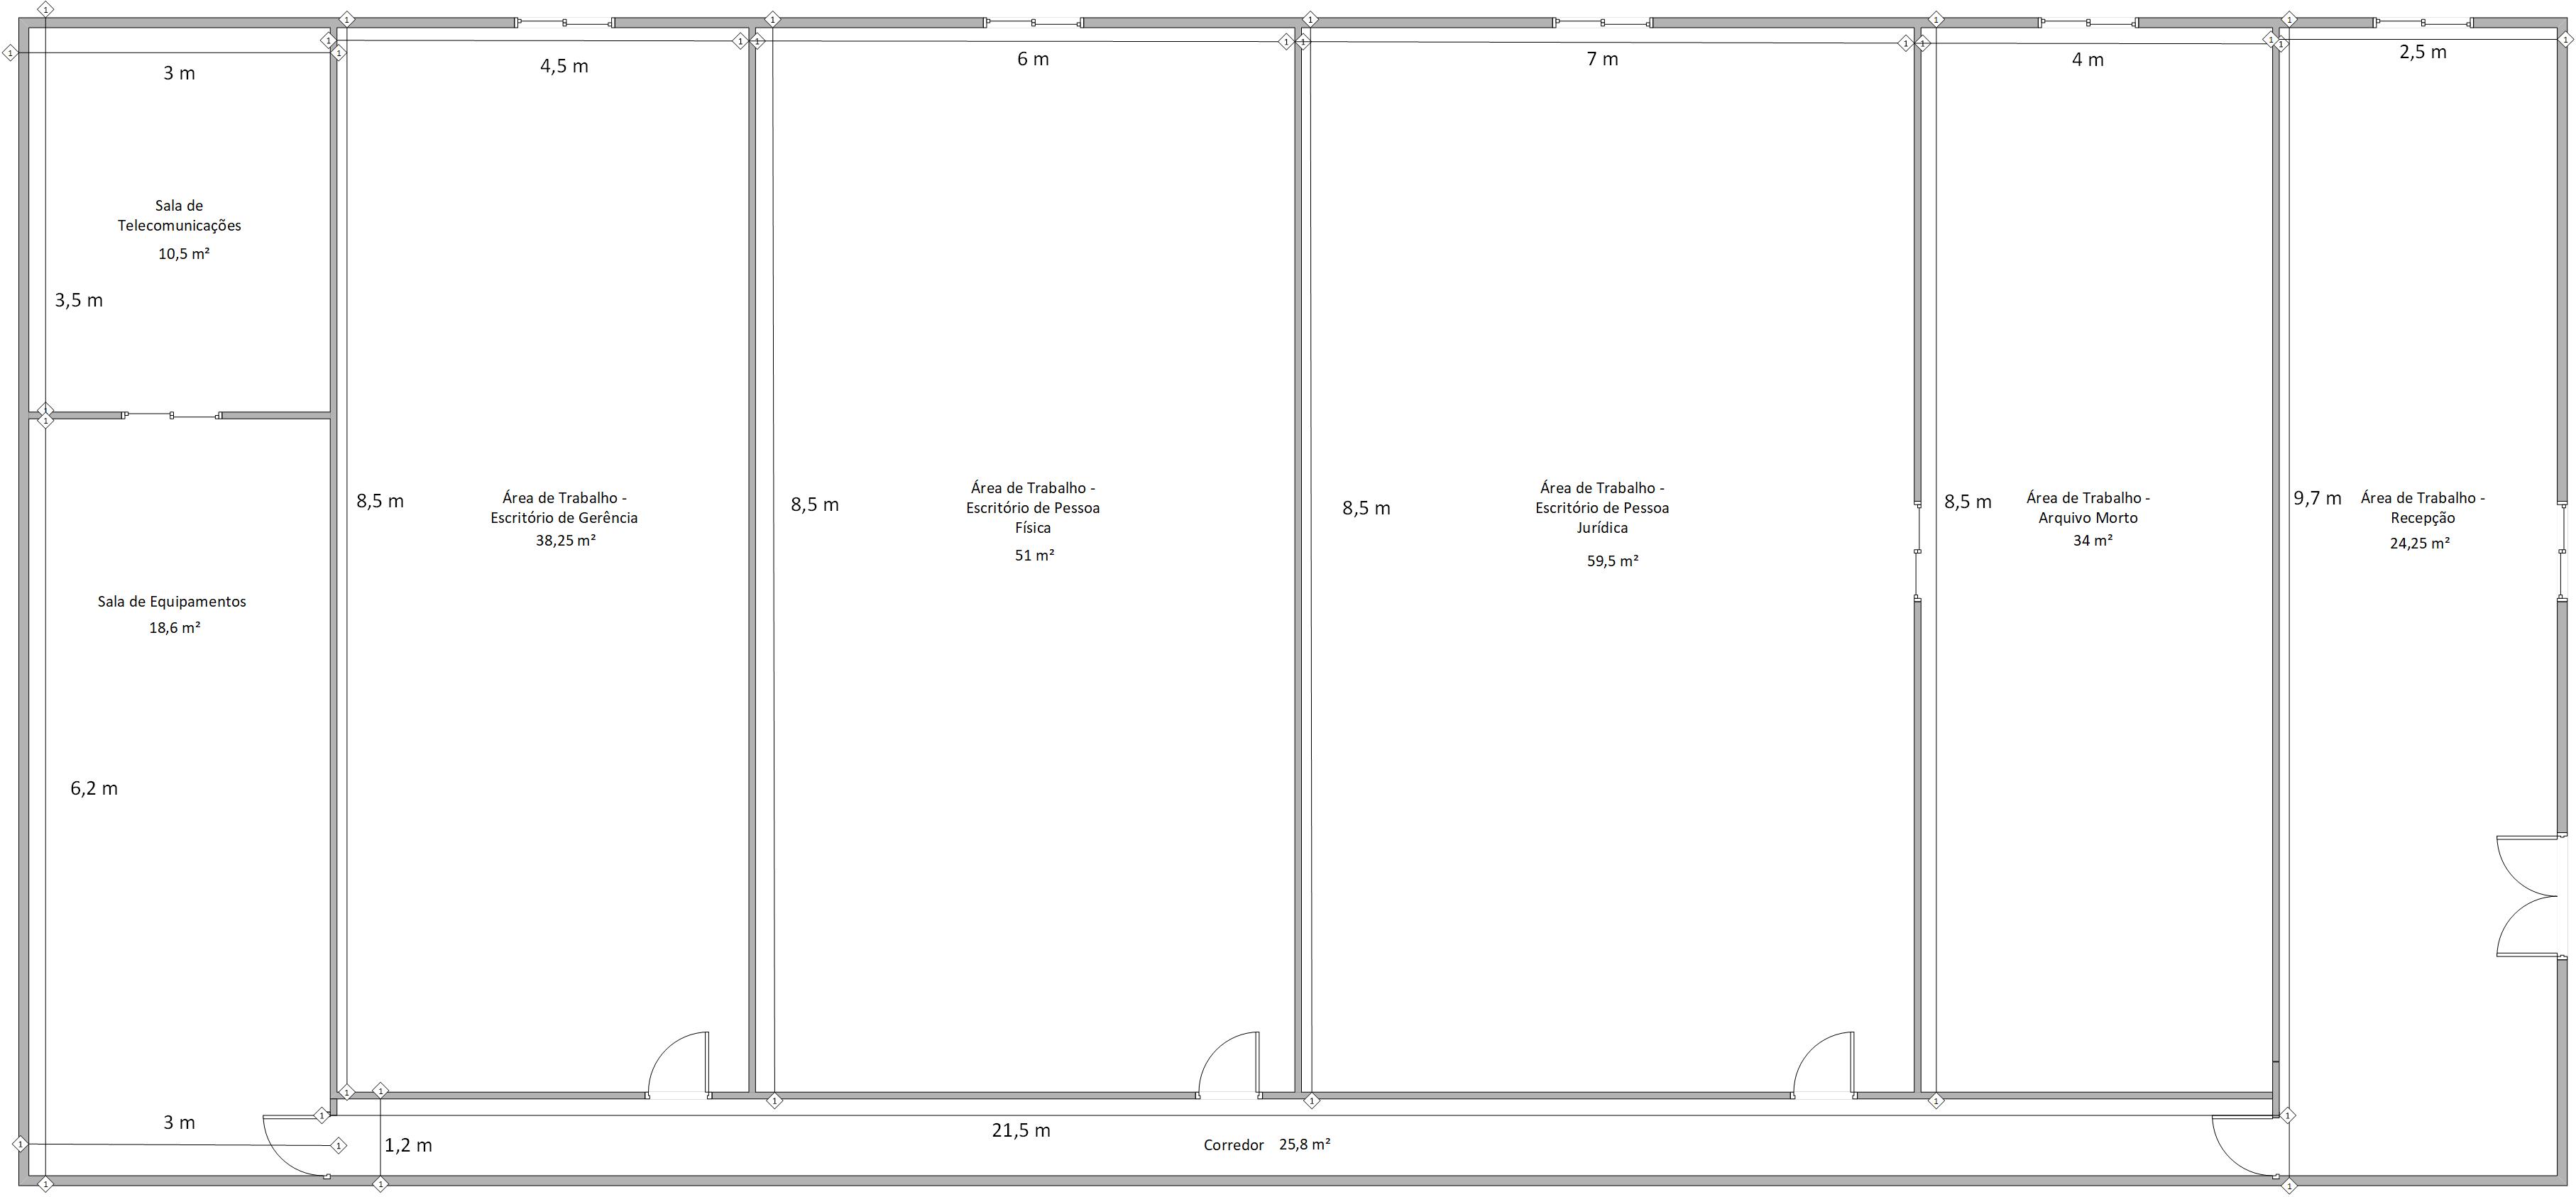 3 m
4,5 m
6 m
7 m
4 m
2,5 m
Sala de
Telecomunicações
10,5 m²
3,5 m
Sala de Equipamentos
18,6 m²
6,2 m
3 m
8,5 m
Área de Trabalho -
Escritório de Gerência
38,25 m²
8,5 m
Área de Trabalho -
Escritório de Pessoa
Física
51 m²
8,5 m
Área de Trabalho -
Escritório de Pessoa
Jurídica
59,5 m²
8,5 m
Área de Trabalho -
Arquivo Morto
34 m²
9,7 m
Área de Trabalho -
Recepção
24,25 m²
1,2 m
21,5 m
Corredor 25,8 m²